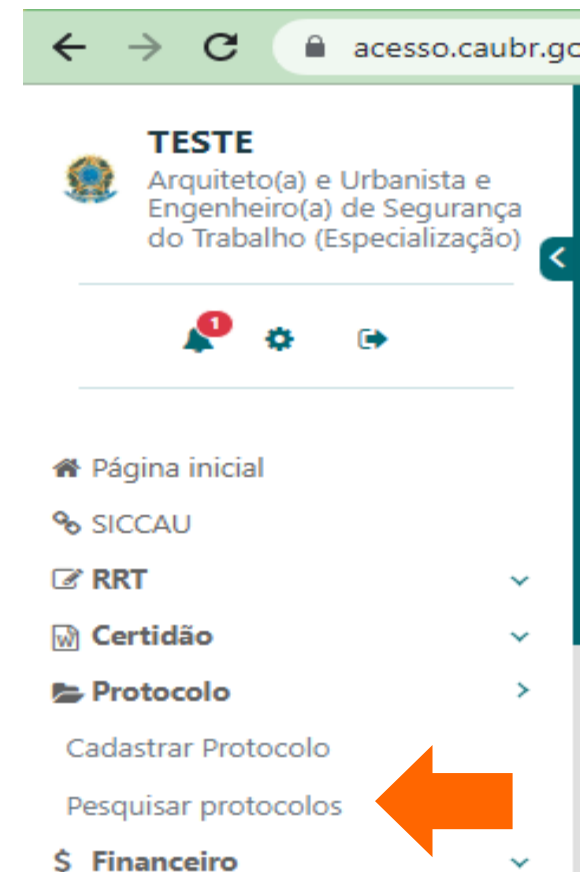 acesso.caubr.go
TESTE
Arquiteto(a) e Urbanista e
Engenheiro(a) de Segurança
do Trabalho (Especialização)
1
Página inicial
SICCAU
RRT
Certidão
Protocolo
Cadastrar Protocolo
Pesquisar protocolos
$ Financeiro